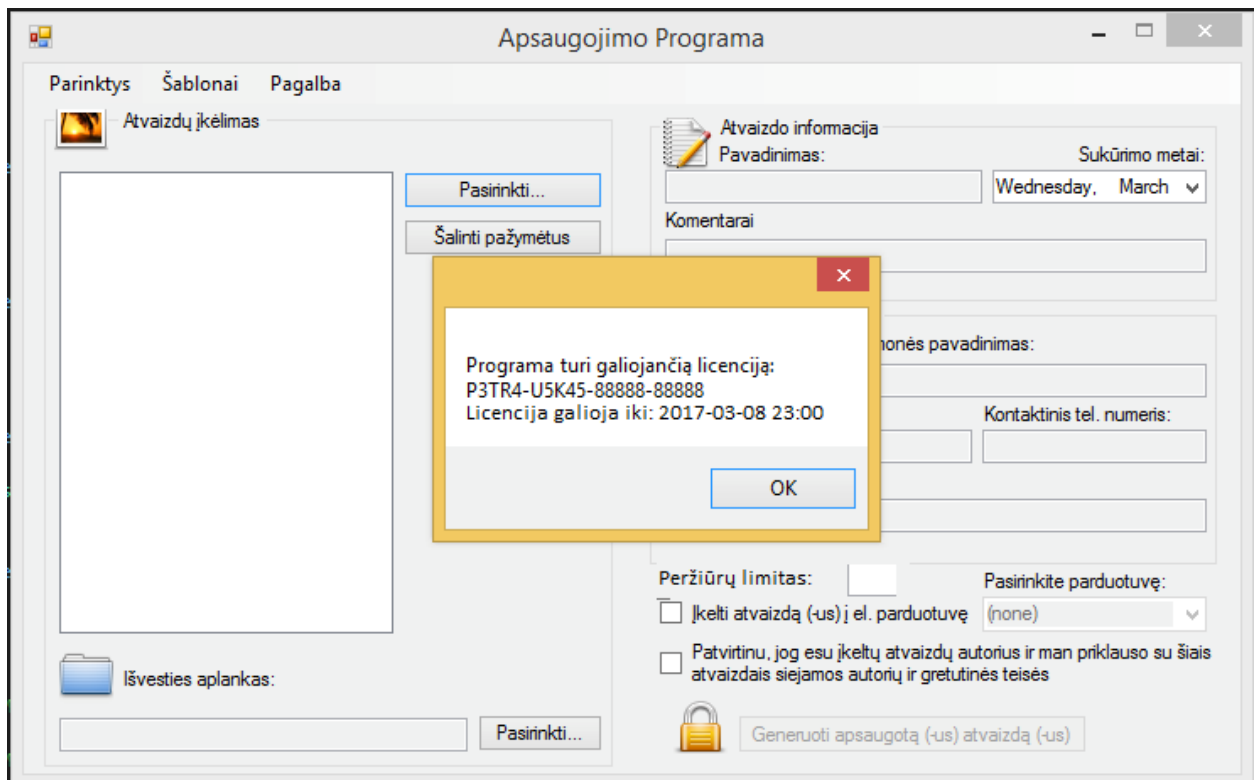 Apsaugojimo Programa
Parinktys Šablonai Pagalba
Atvaizdų įkėlimas
Pasirinkti...
Šalinti pažymėtus
Atvaizdo informacija
Pavadinimas:
Sukūrimo metai:
Wednesday, March
Komentarai
Programa turi galiojančią licenciją:
P3TR4-U5K45-88888-88888
Licencija galioja iki: 2017-03-08 23:00
OK
pavadinimas:
Kontaktinis tel. numeris:
Peržiūrų limitas:
Pasirinkite parduotuvę:
Įkelti atvaizdą (-us) į el. parduotuvę
(none)
Patvirtinu, jog esu įkeltų atvaizdų autorius ir man priklauso su šiais
atvaizdais siejamos autorių ir gretutinės teisės
Išvesties aplankas:
Pasirinkti...
Generuoti apsaugotą (-us) atvaizdą (-us)